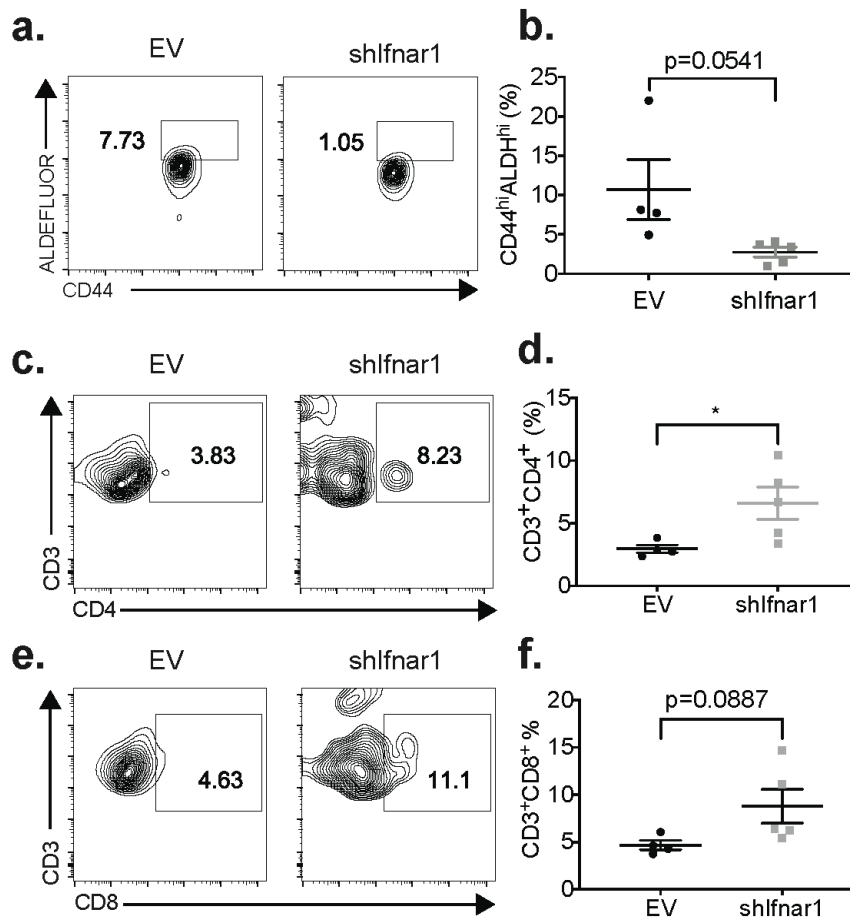 a.
EV
shIfnar1
7.73
1.05
ALDEFLUOR
CD44
b.
p=0.0541
25
20
15
10
5
0
CD44hiALDHhi (%)
EV
shIfnar1
c.
EV
shIfnar1
3.83
8.23
CD3
CD4
d.
*
15
10
5
0
CD3+CD4+ (%)
EV
shIfnar1
e.
EV
shIfnar1
4.63
11.1
CD3
CD8
f.
p=0.0887
20
15
10
5
0
CD3+CD8+ %
EV
shIfnar1